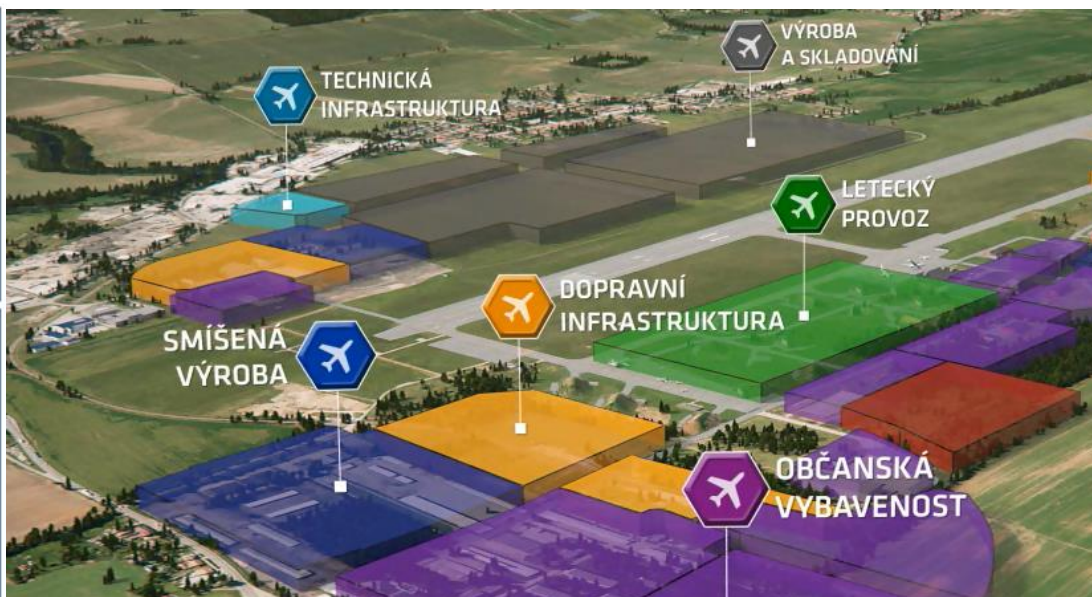 VÝROBA
A SKLADOVÁNÍ
TECHNICKÁ
INFRASTRUKTURA
LETECKÝ
PROVOZ
DOPRAVNÍ
INFRASTRUKTURA
SMÍŠENÁ
VÝROBA
OBČANSKÁ
VYBAVENOST